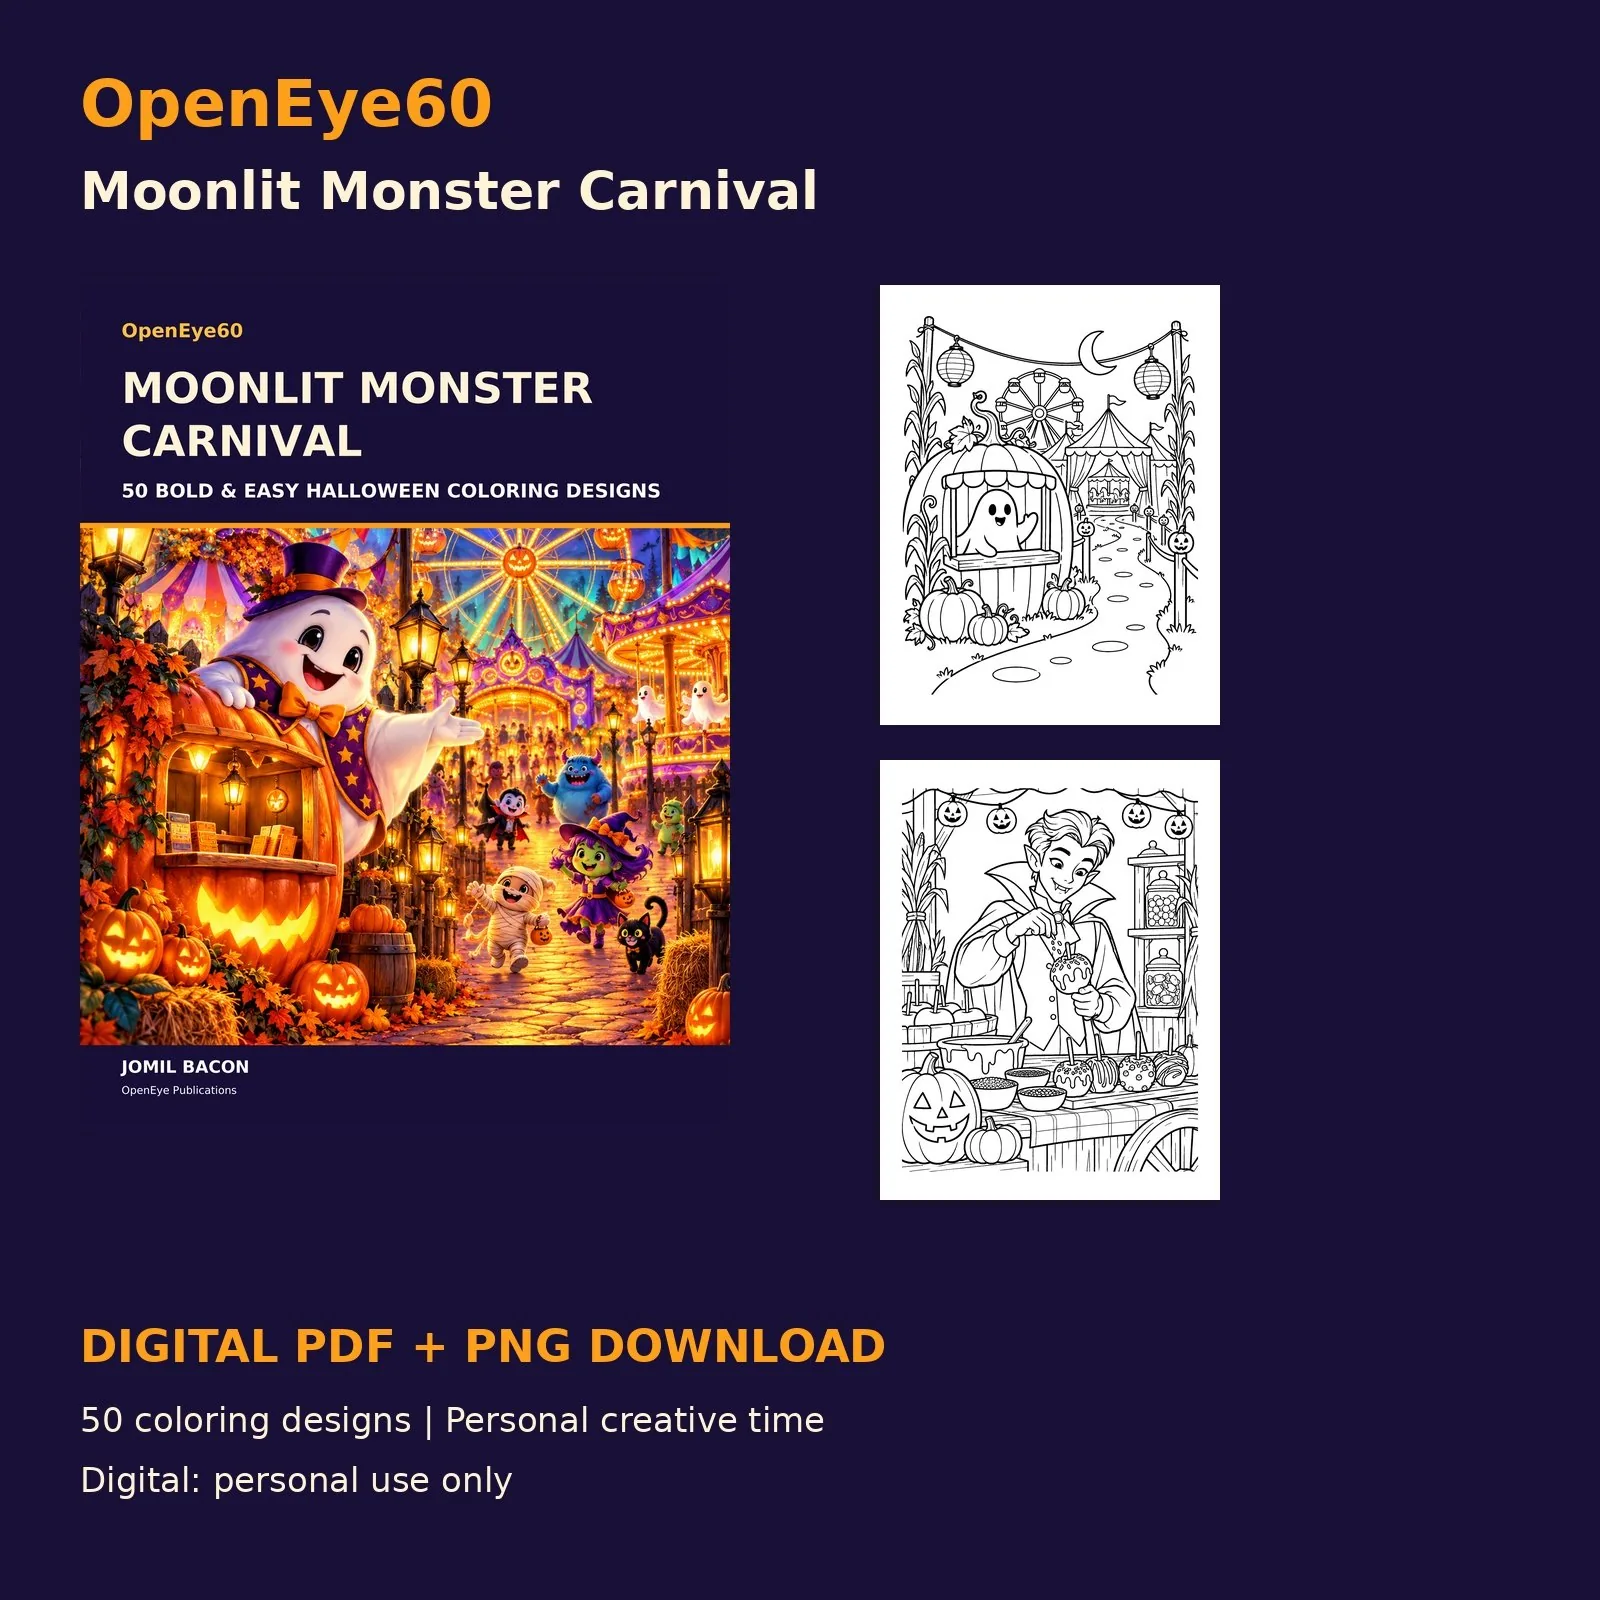 OpenEye60
Moonlit Monster Carnival
OpenEye60
MOONLIT MONSTER
CARNIVAL
50 BOLD & EASY HALLOWEEN COLORING DESIGNS
JOMIL BACON
OpenEye Publications
DIGITAL PDF + PNG DOWNLOAD
50 coloring designs | Personal creative time
Digital: personal use only